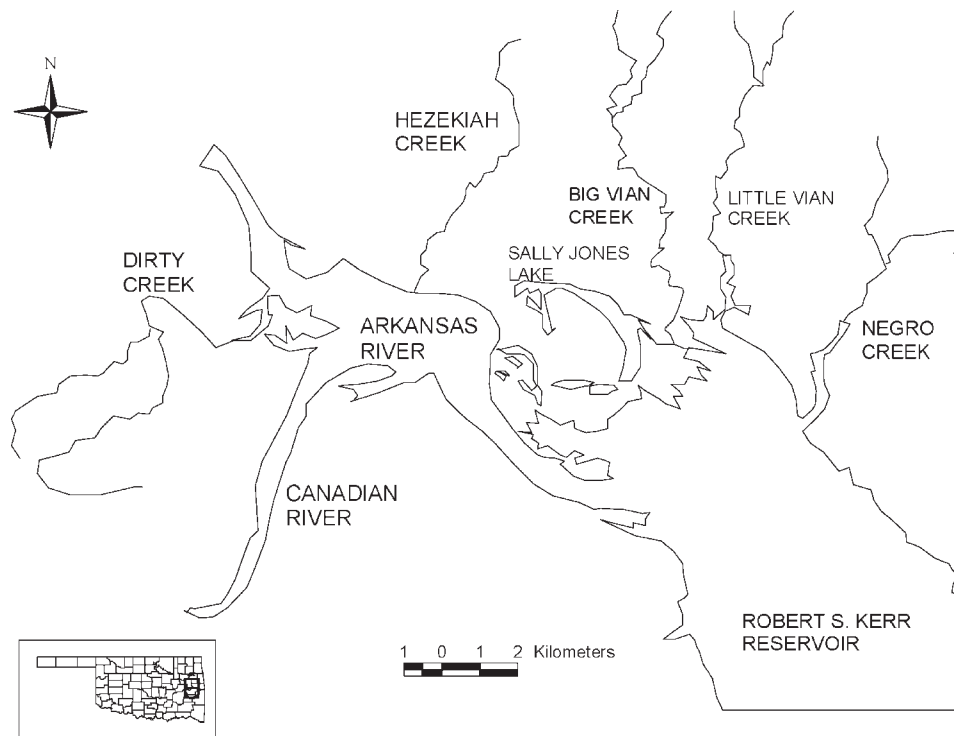 N
HEZEKIAH
CREEK
BIG VIAN
CREEK
LITTLE VIAN
CREEK
SALLY JONES
LAKE
DIRTY
CREEK
ARKANSAS
RIVER
NEGRO
CREEK
CANADIAN
RIVER
ROBERT S. KERR
RESERVOIR
1 0 1 2 Kilometers